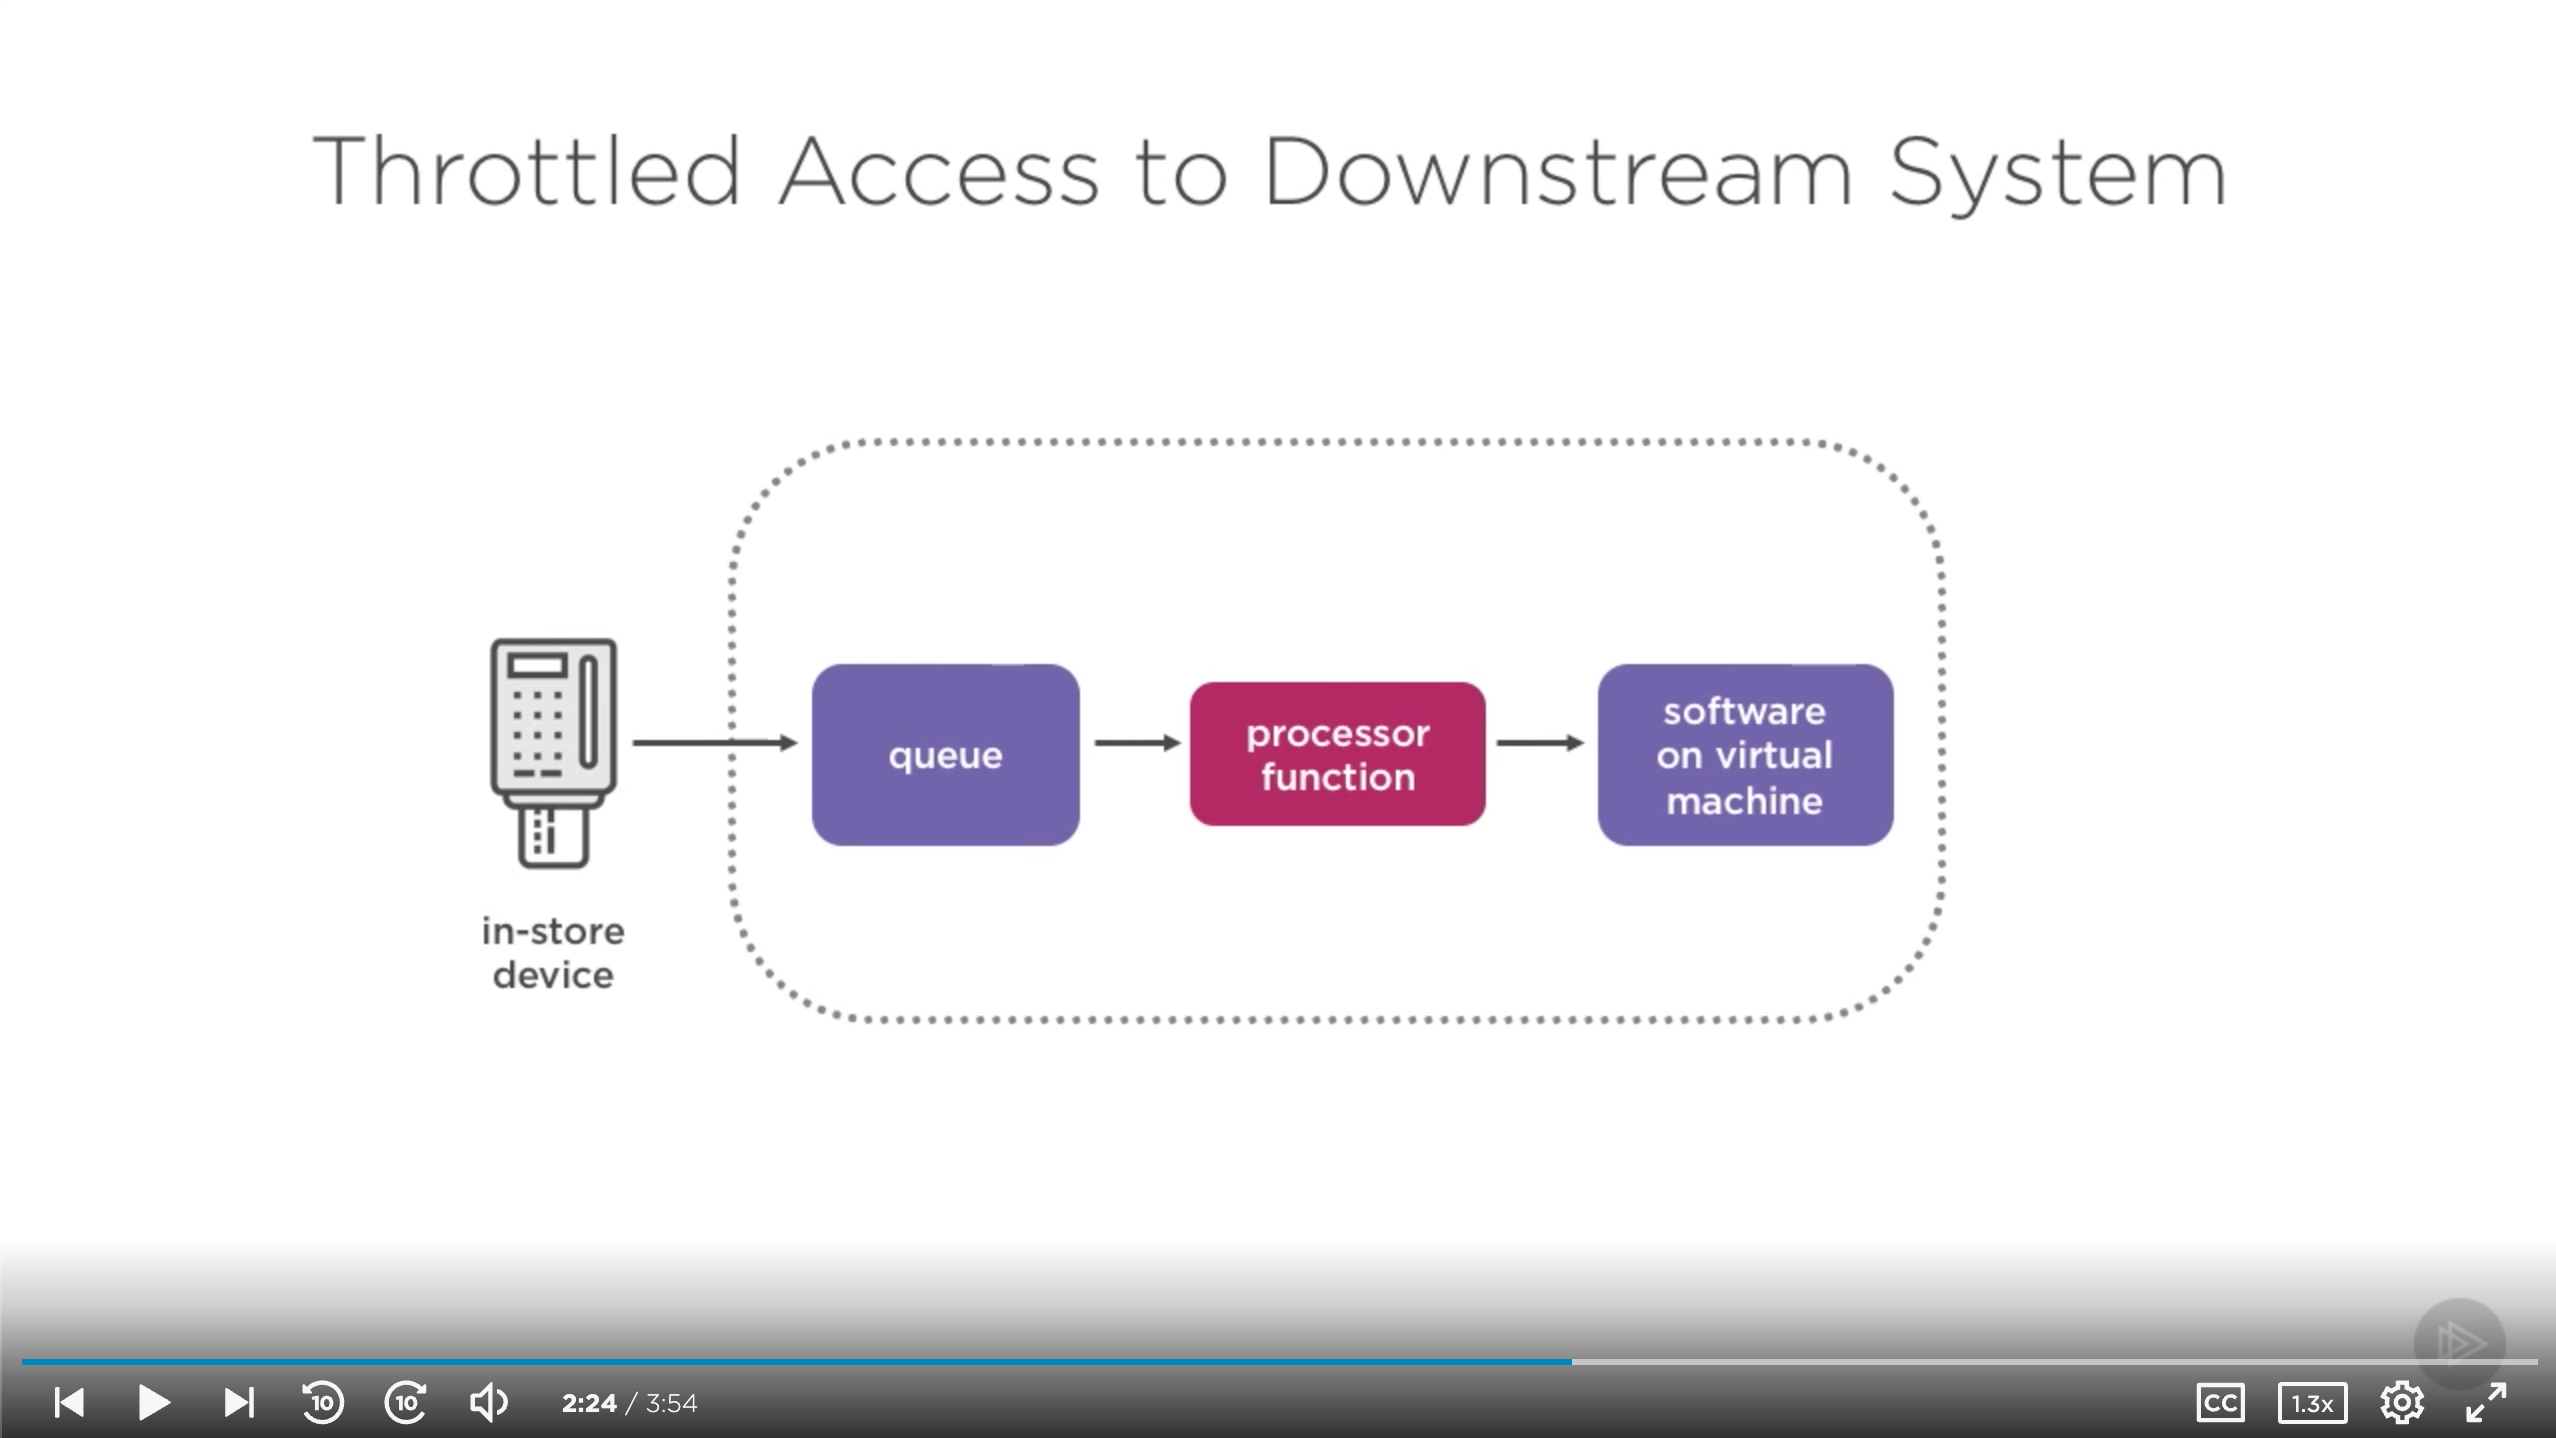 Throttled Access to Downstream System
queue
processor
function
software
on virtual
machine
in-store
device
10
10
2:24 / 3:54
CC
1.3x